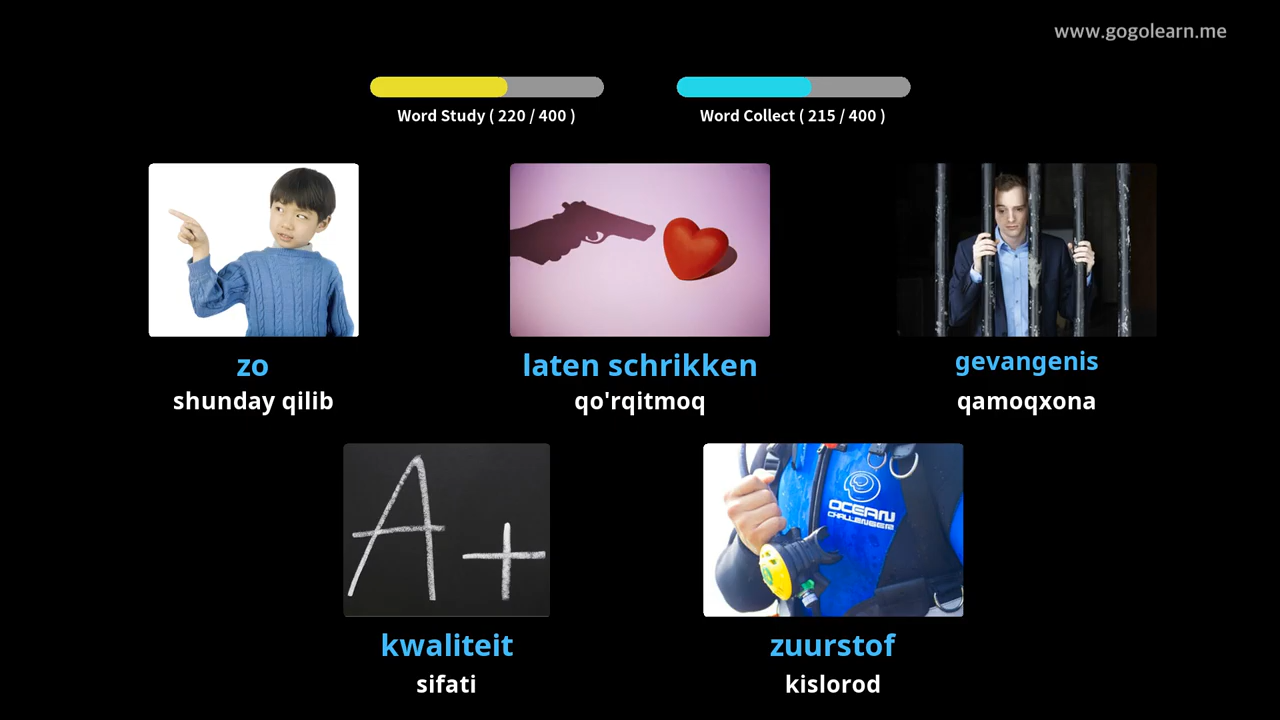 www.gogolearn.me
Word Study ( 220 / 400 )
Word Collect ( 215 / 400 )
zo
shunday qilib
laten schrikken
qo'rqitmoq
gevangenis
qamoqxona
A+
OCEAN
CHALLENGER
kwaliteit
sifati
zuurstof
kislorod